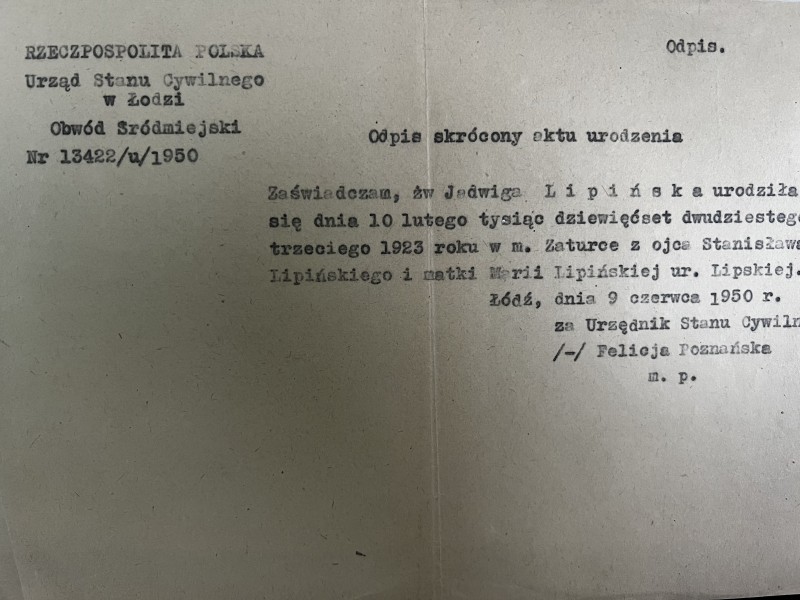 Odpis.
RZECZPOSPOLITA POLSKA
Urząd Stanu Cywilnego
w Łodzi
Obwód Sródmiejski
Nr 13422/u/1950
Odpis skrócony aktu urodzenia
Zaświadczam, żw Jadwiga L i p i ń s k a urodziła
się dnia 10 lutego tysiąc dziewięćset dwudziestego
trzeciego 1923 roku w m. Zaturce z ojca Stanisława
Lipińskiego i matki Marii Lipińskiej ur. Lipskiej.
Łódź, dnia 9 czerwca 1950 r.
za Urzędnik Stanu Cywiln
/-/ Felicja Poznańska
m. p.